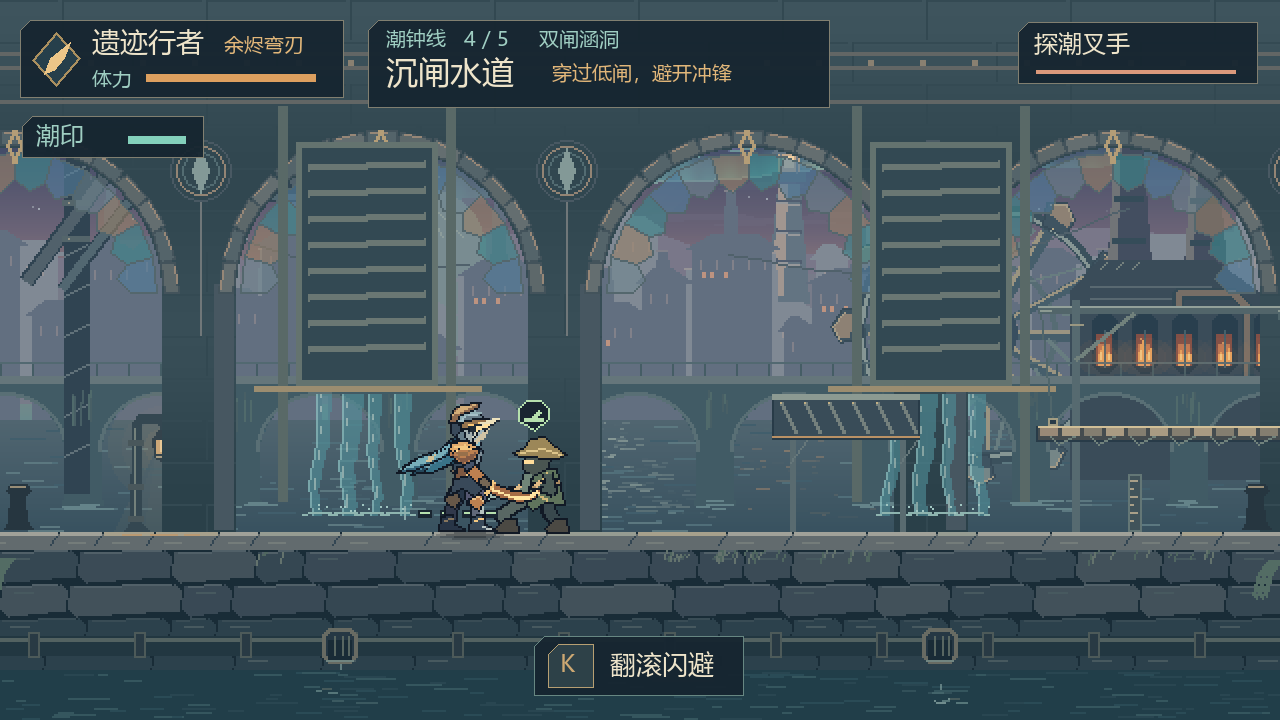 遗迹行者 余烬弯刃
体力
潮印
潮钟线 4 / 5 双闸涵洞
沉闸水道 穿过低闸，避开冲锋
探潮叉手
K 翻滚闪避